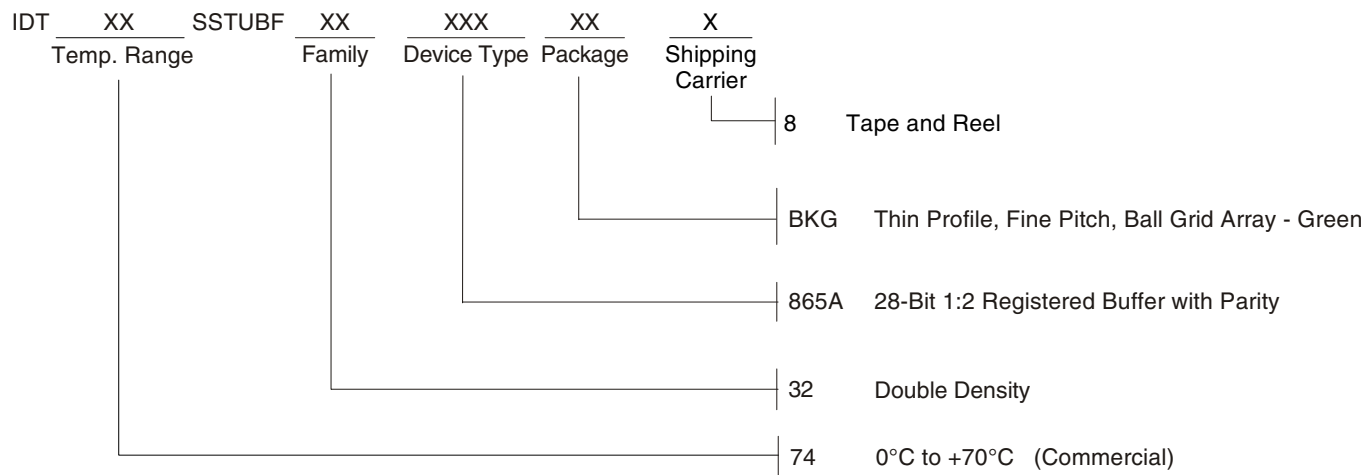 IDT XX SSTUBF XX XXX XX X
Temp. Range Family Device Type Package Shipping
Carrier
8 Tape and Reel
BKG Thin Profile, Fine Pitch, Ball Grid Array - Green
865A 28-Bit 1:2 Registered Buffer with Parity
32 Double Density
74 0°C to +70°C (Commercial)